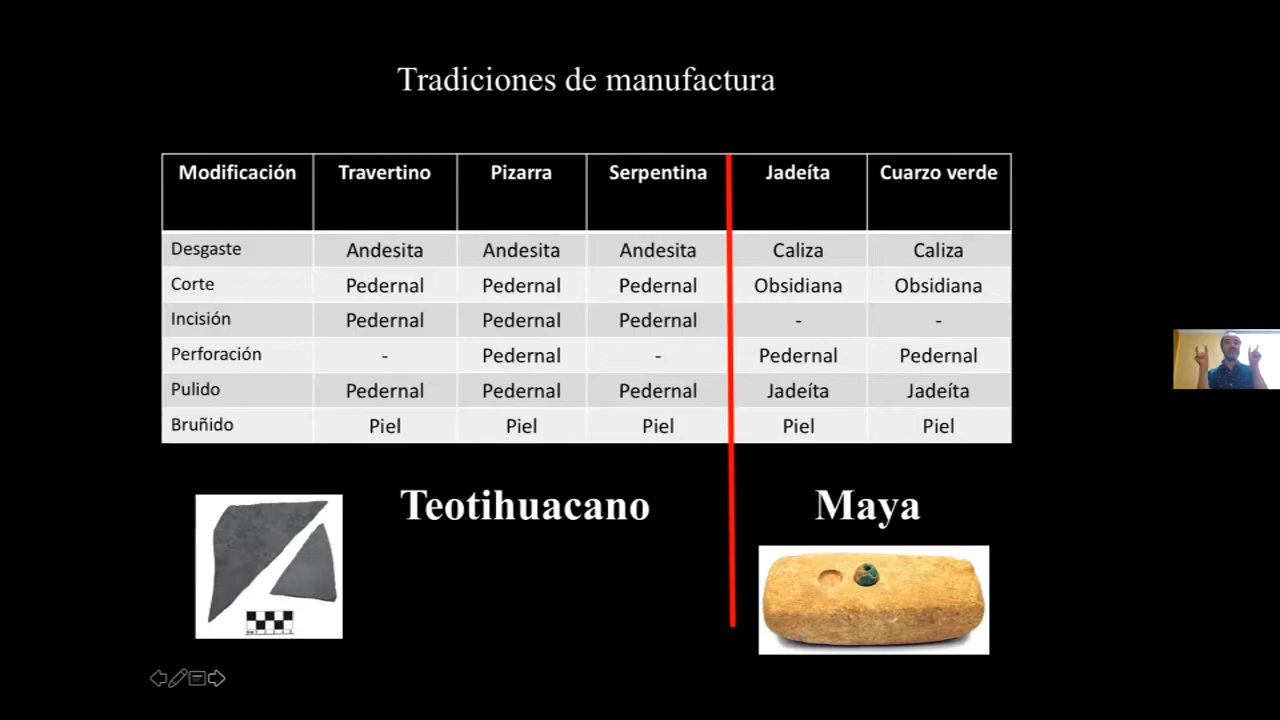 Tradiciones de manufactura
Modificación Travertino Pizarra Serpentina Jadeíta Cuarzo verde
Desgaste Andesita Andesita Andesita Caliza Caliza
Corte Pedernal Pedernal Pedernal Obsidiana Obsidiana
Incisión Pedernal Pedernal Pedernal - -
Perforación - Pedernal - Pedernal Pedernal
Pulido Pedernal Pedernal Pedernal Jadeíta Jadeíta
Bruñido Piel Piel Piel Piel Piel
Teotihuacano Maya